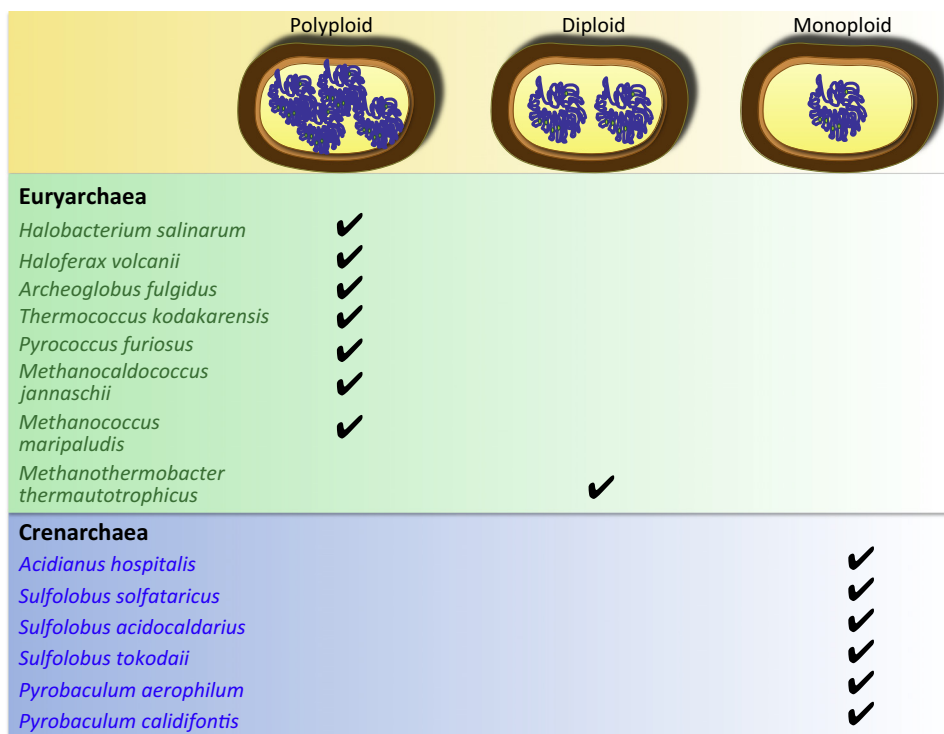 Polyploid Diploid Monoploid
Euryarchaea
Halobacterium salinarum ✔
Haloferax volcanii ✔
Archeoglobus fulgidus ✔
Thermococcus kodakarensis ✔
Pyrococcus furiosus ✔
Methanocaldococcus
jannaschii ✔
Methanococcus
maripaludis ✔
Methanothermobacter
thermautotrophicus ✔
Crenarchaea
Acidianus hospitalis ✔
Sulfolobus solfataricus ✔
Sulfolobus acidocaldarius ✔
Sulfolobus tokodaii ✔
Pyrobaculum aerophilum ✔
Pyrobaculum calidifontis ✔